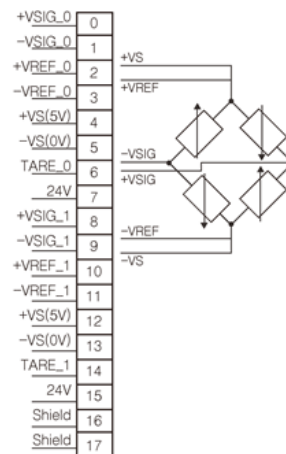 +VSIG_0 0
-VSIG_0 1
+VREF_0 2
-VREF_0 3
+VS(5V) 4
-VS(0V) 5
TARE_0 6
24V 7
+VSIG_1 8
-VSIG_1 9
+VREF_1 10
-VREF_1 11
+VS(5V) 12
-VS(0V) 13
TARE_1 14
24V 15
Shield 16
Shield 17
+VS
+VREF
-VSIG
+VSIG
-VREF
-VS